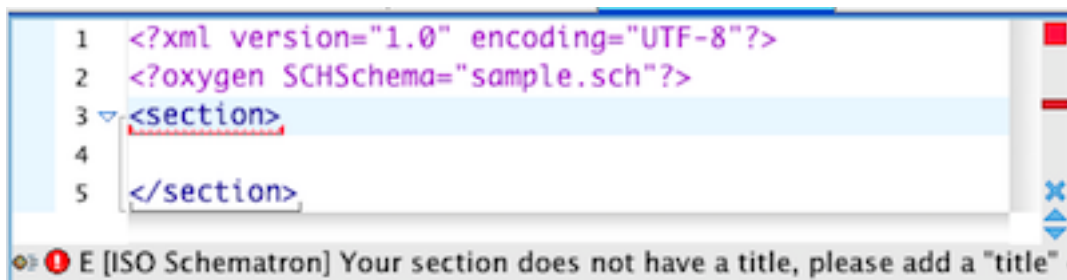 1 <?xml version="1.0" encoding="UTF-8"?>
2 <?oxygen SCHSchema="sample.sch"?>
3 <section>
4
5 </section>
E [ISO Schematron] Your section does not have a title, please add a "title"